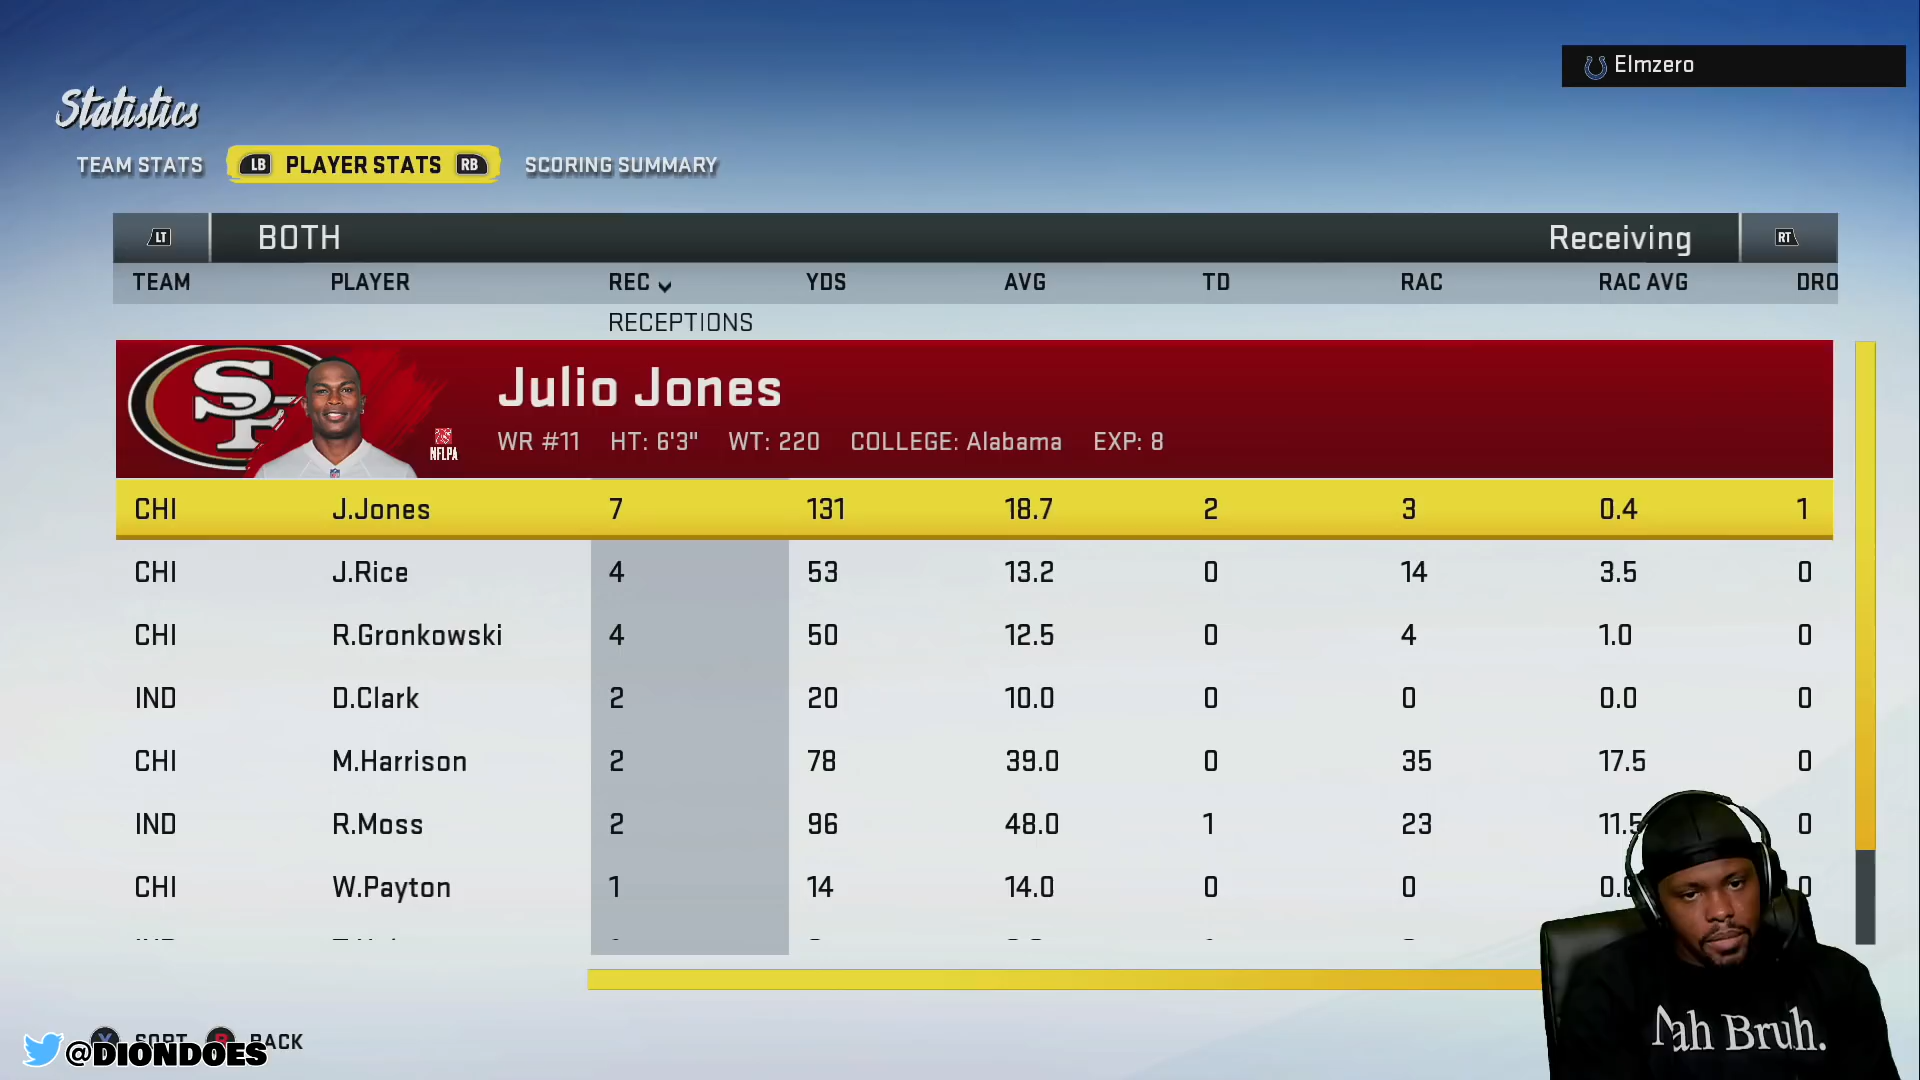 Elmzero
Statistics
TEAM STATS LB PLAYER STATS RB SCORING SUMMARY
LT BOTH Receiving RT
TEAM PLAYER REC YDS AVG TD RAC RAC AVG DRO
RECEPTIONS
SF
Julio Jones
NFLPA
WR #11 HT: 6'3" WT: 220 COLLEGE: Alabama EXP: 8
CHI J.Jones 7 131 18.7 2 3 0.4 1
CHI J.Rice 4 53 13.2 0 14 3.5 0
CHI R.Gronkowski 4 50 12.5 0 4 1.0 0
IND D.Clark 2 20 10.0 0 0 0.0 0
CHI M.Harrison 2 78 39.0 0 35 17.5 0
IND R.Moss 2 96 48.0 1 23 11.5 0
CHI W.Payton 1 14 14.0 0 0 0
SORT BACK
@DIONDOES
Nah Bruh.